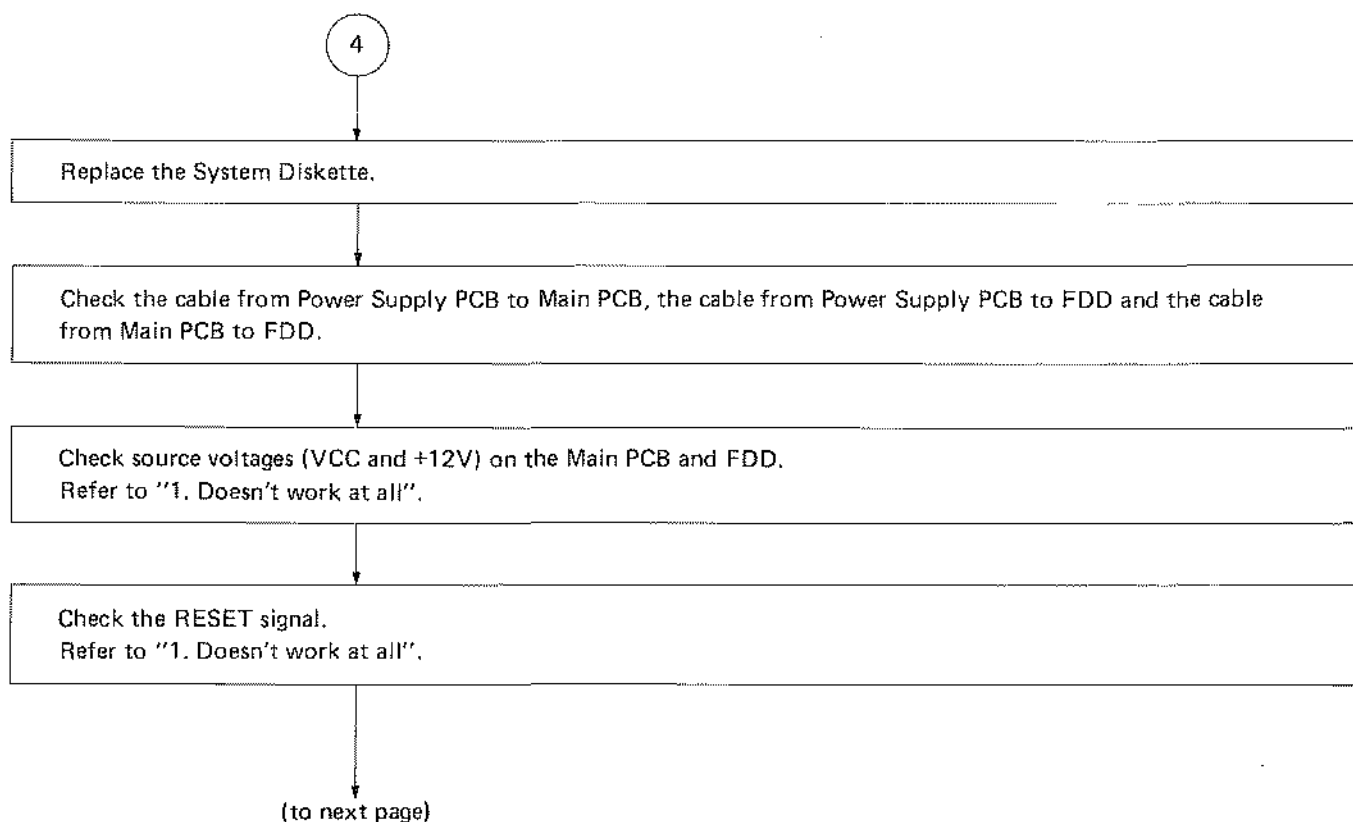 4
Replace the System Diskette.
Check the cable from Power Supply PCB to Main PCB, the cable from Power Supply PCB to FDD and the cable
from Main PCB to FDD.
Check source voltages (VCC and +12V) on the Main PCB and FDD.
Refer to "1. Doesn't work at all".
Check the RESET signal.
Refer to "1. Doesn't work at all".
(to next page)